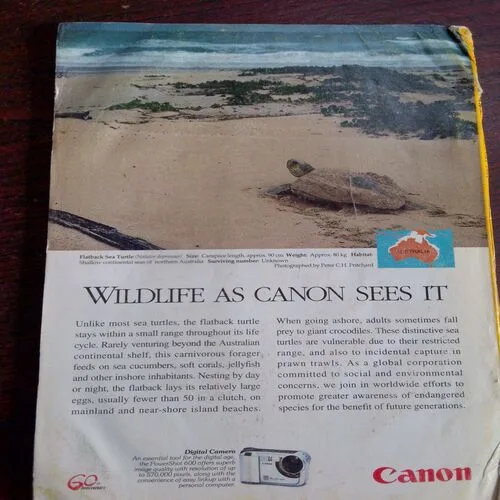 Flatback Sea Turtle (Natator depressus) Size: Carapace length, approx. 90 cm Weight: Approx. 80 kg Habitat:
Shallow continental seas of northern Australia Surviving number: Unknown
Photographed by Peter C.H. Pritchard
AUSTRALIA
WILDLIFE AS CANON SEES IT
Unlike most sea turtles, the flatback turtle
stays within a small range throughout its life
cycle. Rarely venturing beyond the Australian
continental shelf, this carnivorous forager
feeds on sea cucumbers, soft corals, jellyfish
and other inshore inhabitants. Nesting by day
or night, the flatback lays its relatively large
eggs, usually fewer than 50 in a clutch, on
mainland and near-shore island beaches.
When going ashore, adults sometimes fall
prey to giant crocodiles. These distinctive sea
turtles are vulnerable due to their restricted
range, and also to incidental capture in
prawn trawls. As a global corporation
committed to social and environmental
concerns, we join in worldwide efforts to
promote greater awareness of endangered
species for the benefit of future generations.
60th
ANNIVERSARY
Digital Camera
An essential tool for the digital age,
the PowerShot 600 offers superb
image quality with resolution of up
to 570,000 pixels, along with the
convenience of easy linkup with a
personal computer.
Canon